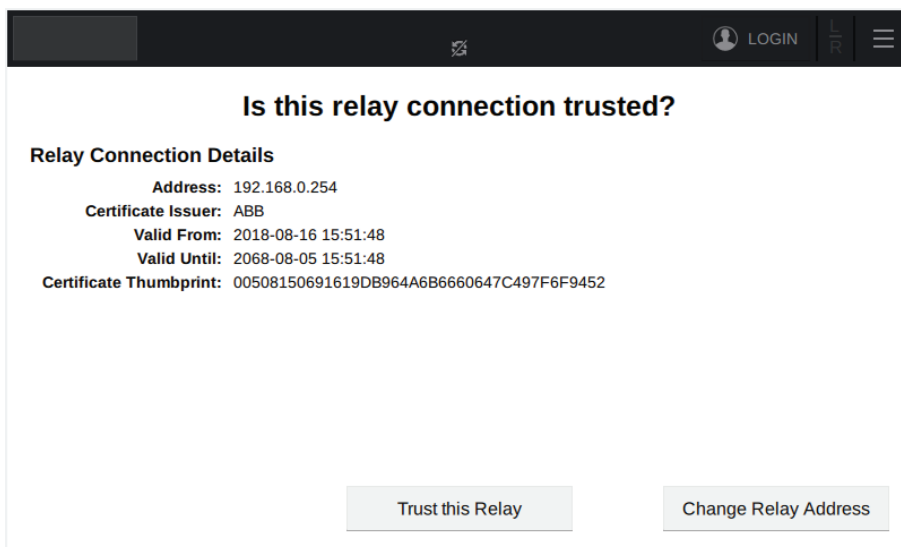 LOGIN
L
R
Is this relay connection trusted?
Relay Connection Details
Address: 192.168.0.254
Certificate Issuer: ABB
Valid From: 2018-08-16 15:51:48
Valid Until: 2068-08-05 15:51:48
Certificate Thumbprint: 00508150691619DB964A6B6660647C497F6F9452
Trust this Relay
Change Relay Address